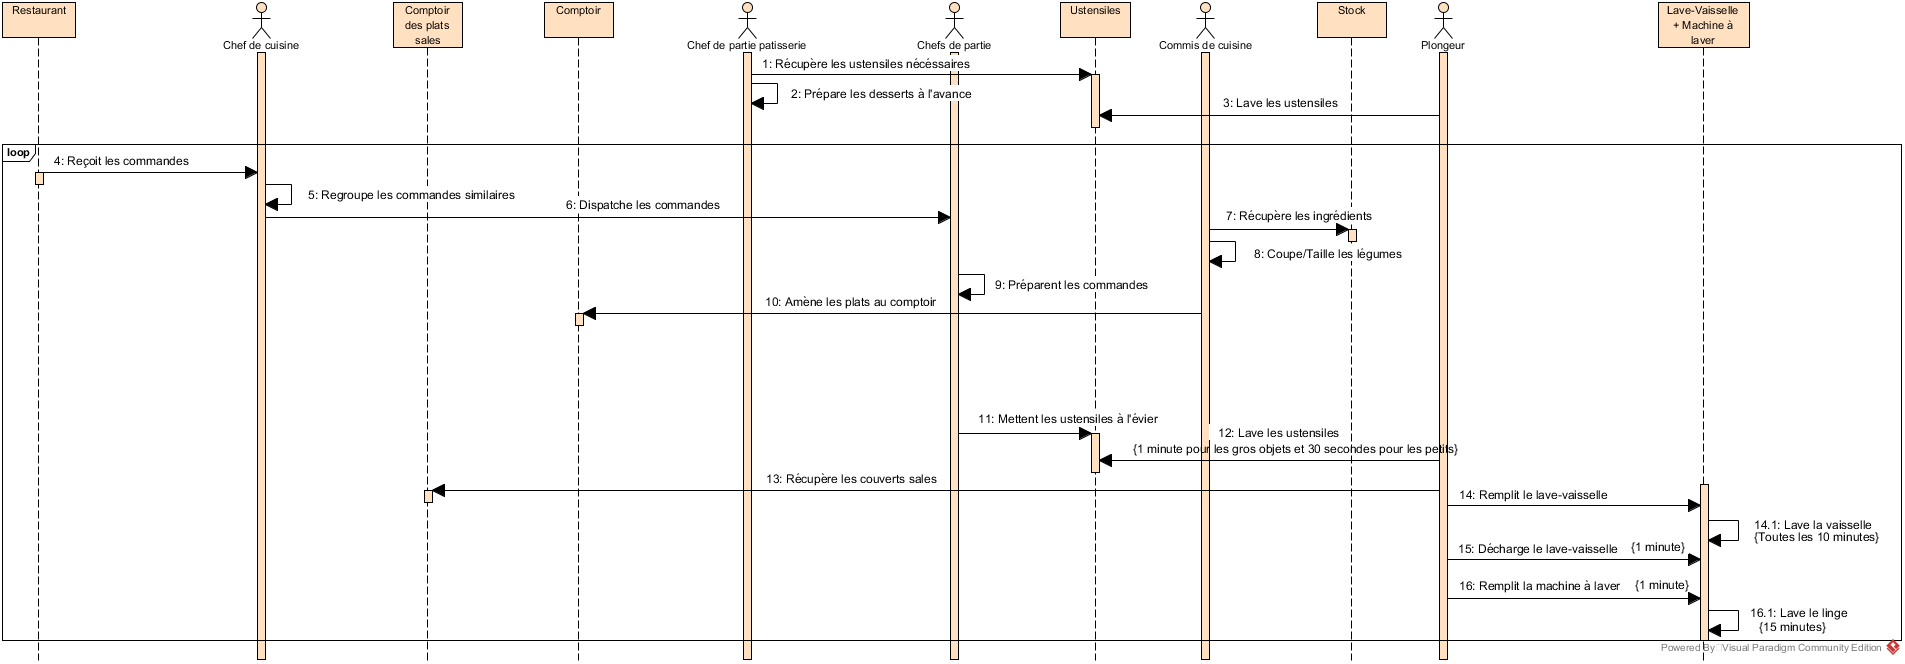 Restaurant
Chef de cuisine
Comptoir
des plats
sales
Comptoir
Chef de partie patisserie
Chefs de partie
Ustensiles
Commis de cuisine
Stock
Plongeur
Lave-Vaisselle
+ Machine à
laver
1: Récupère les ustensiles nécéssaires
2: Prépare les desserts à l'avance
3: Lave les ustensiles
loop
4: Reçoit les commandes
5: Regroupe les commandes similaires
6: Dispatche les commandes
7: Récupère les ingrédients
8: Coupe/Taille les légumes
9: Préparent les commandes
10: Amène les plats au comptoir
11: Mettent les ustensiles à l'évier
12: Lave les ustensiles
{1 minute pour les gros objets et 30 secondes pour les petits}
13: Récupère les couverts sales
14: Remplit le lave-vaisselle
14.1: Lave la vaisselle
{Toutes les 10 minutes}
15: Décharge le lave-vaisselle {1 minute}
16: Remplit la machine à laver {1 minute}
16.1: Lave le linge
{15 minutes}
Powered By Visual Paradigm Community Edition